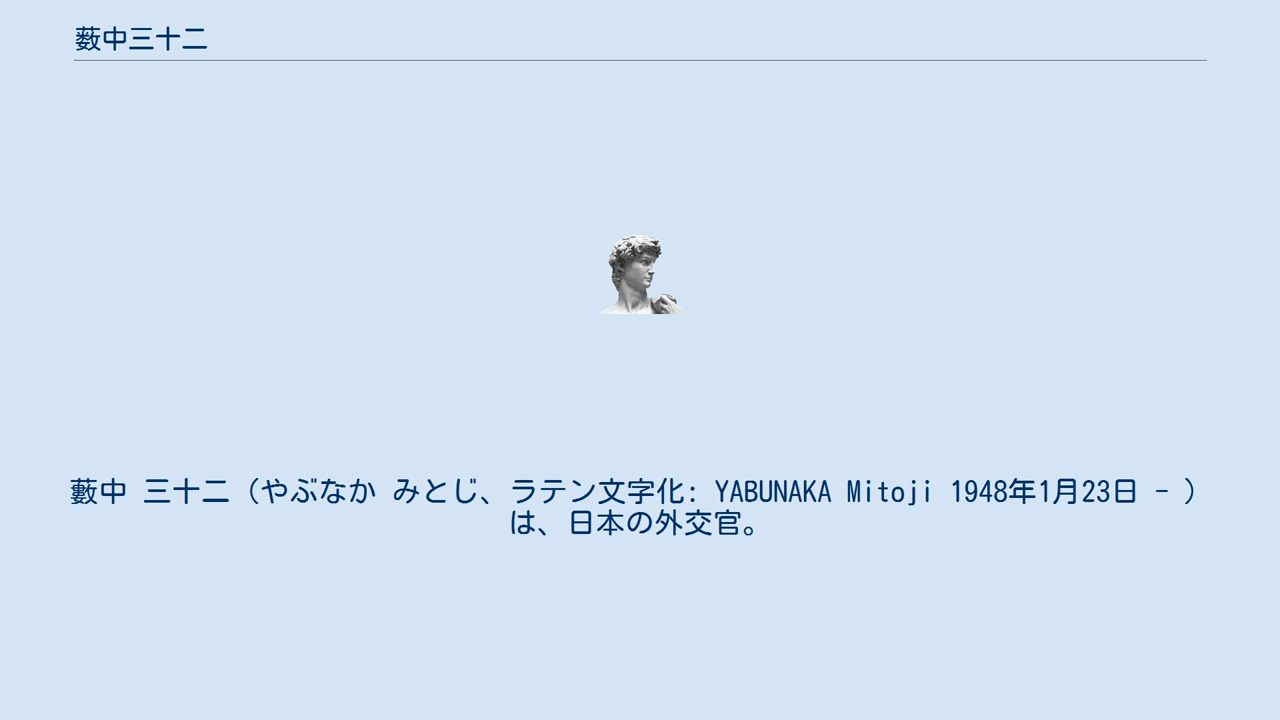 薮中三十二
藪中 三十二（やぶなか みとじ、ラテン文字化: YABUNAKA Mitoji 1948年1月23日 - ）
は、日本の外交官。